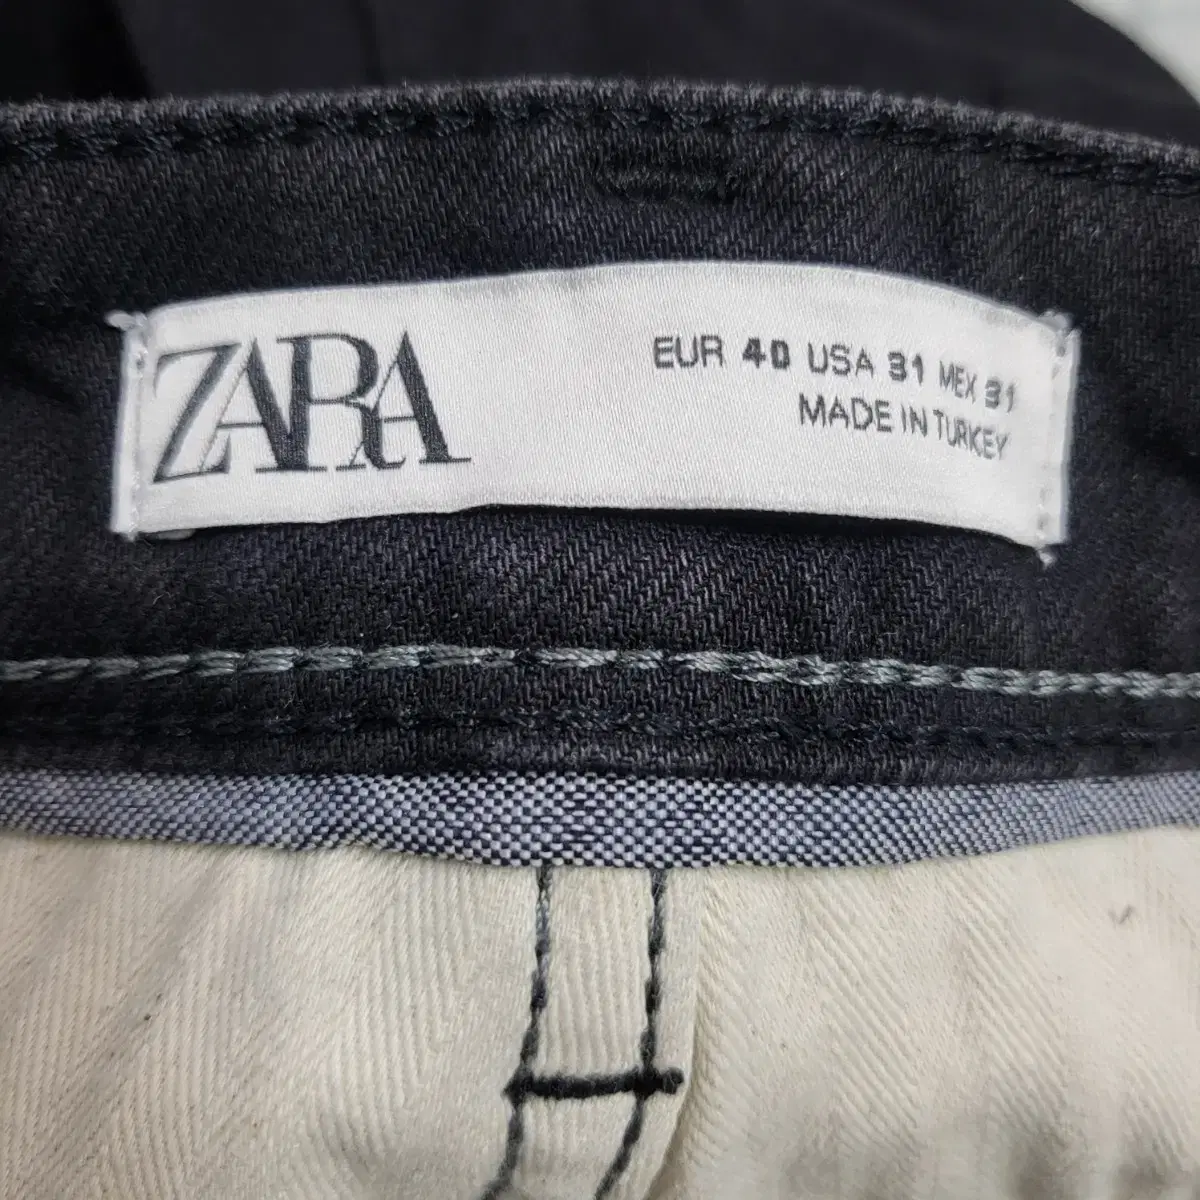 ZARA
EUR 40 USA 31 MEX 31
MADE IN TURKEY